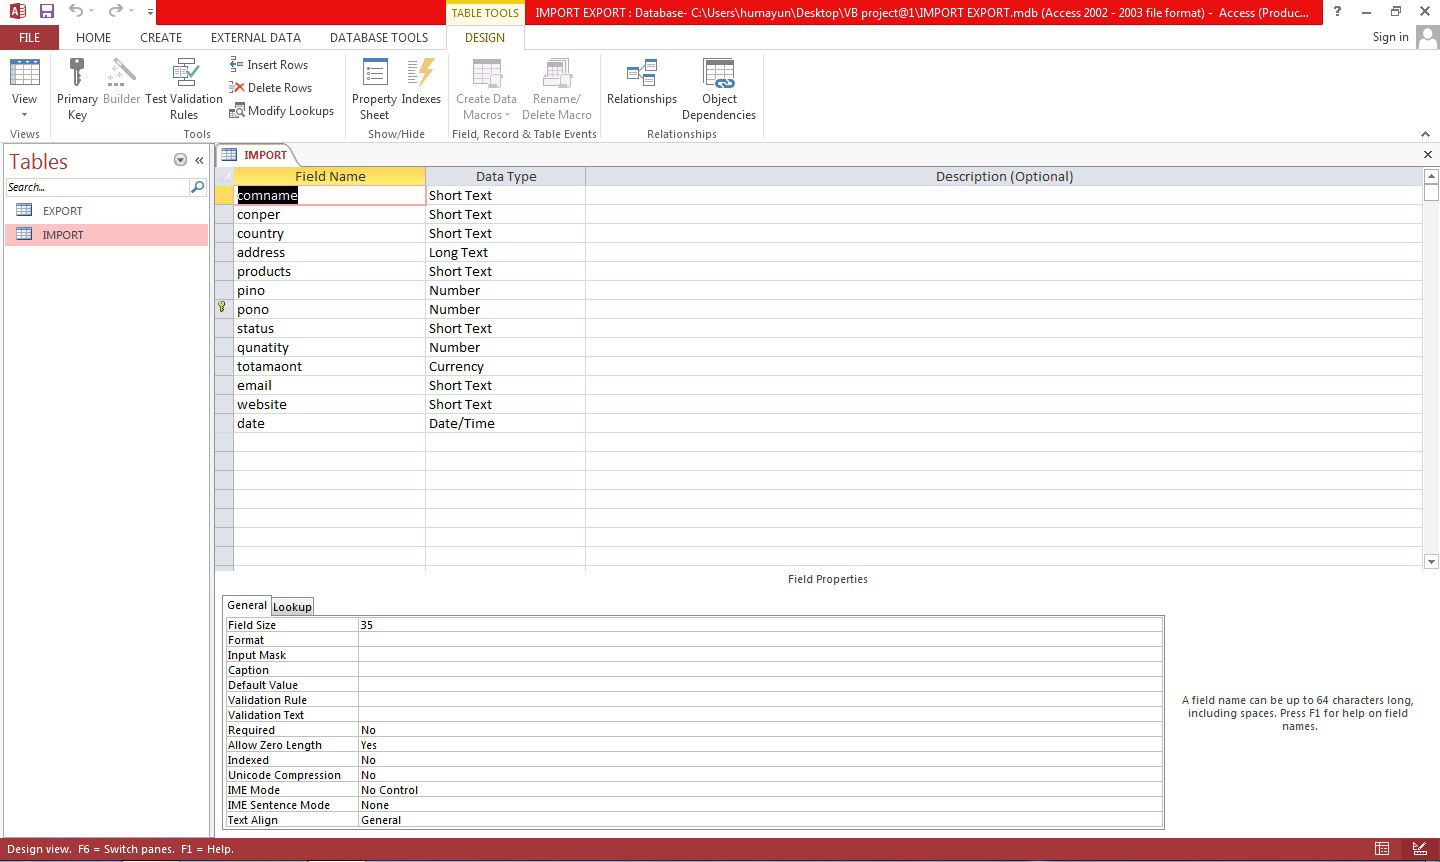 TABLE TOOLS
IMPORT EXPORT : Database- C:\Users\humayun\Desktop\VB project@1\IMPORT EXPORT.mdb (Access 2002 - 2003 file format) - Access (Produc...
?
FILE HOME CREATE EXTERNAL DATA DATABASE TOOLS DESIGN Sign in
View
Views
Primary Key
Builder
Test Validation Rules
Insert Rows
Delete Rows
Modify Lookups
Tools
Property Sheet
Indexes
Show/Hide
Create Data Macros
Rename/ Delete Macro
Field, Record & Table Events
Relationships
Object Dependencies
Relationships
Tables
Search...
EXPORT
IMPORT
IMPORT
Field Name Data Type Description (Optional)
comname Short Text
conper Short Text
country Short Text
address Long Text
products Short Text
pino Number
pono Number
status Short Text
qunatity Number
totamaont Currency
email Short Text
website Short Text
date Date/Time
Field Properties
General Lookup
Field Size 35
Format
Input Mask
Caption
Default Value
Validation Rule
Validation Text
Required No
Allow Zero Length Yes
Indexed No
Unicode Compression No
IME Mode No Control
IME Sentence Mode None
Text Align General
A field name can be up to 64 characters long,
including spaces. Press F1 for help on field
names.
Design view. F6 = Switch panes. F1 = Help.